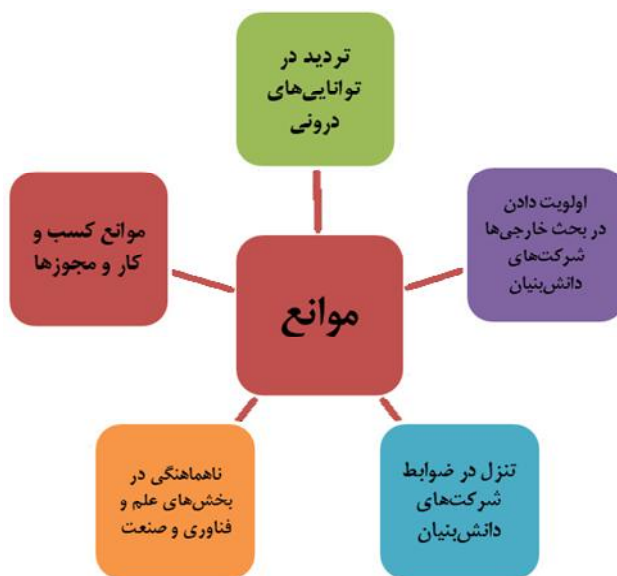 تردید در
توانایی‌های
درونی
اولویت دادن
در بحث خارجی‌ها
شرکت‌های
دانش‌بنیان
موانع کسب و
کار و مجوزها
موانع
تنزل در ضوابط
شرکت‌های
دانش‌بنیان
ناهماهنگی در
بخش‌های علم و
فناوری و صنعت